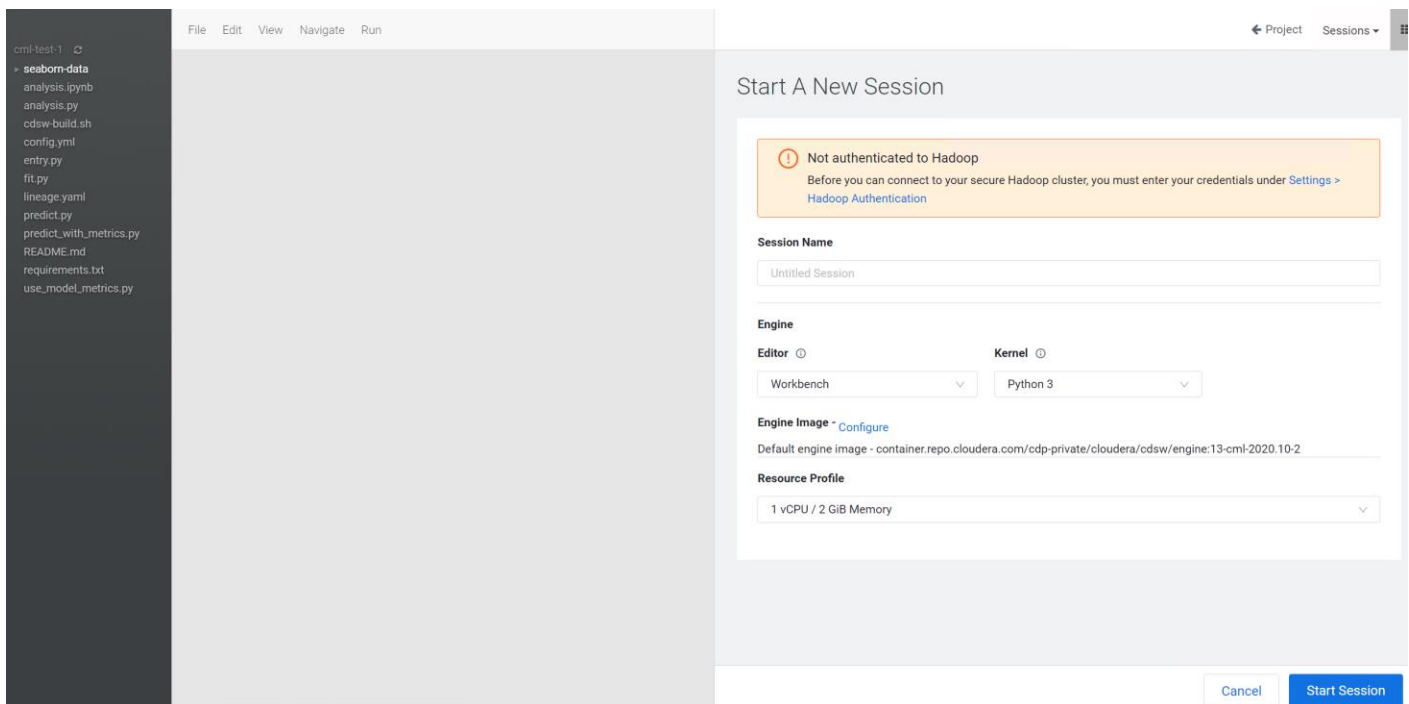 File Edit View Navigate Run
Project Sessions
cml-test-1
seaborn-data
analysis.ipynb
analysis.py
cdsw-build.sh
config.yml
entry.py
fit.py
lineage.yaml
predict.py
predict_with_metrics.py
README.md
requirements.txt
use_model_metrics.py
Start A New Session
Not authenticated to Hadoop
Before you can connect to your secure Hadoop cluster, you must enter your credentials under Settings >
Hadoop Authentication
Session Name
Untitled Session
Engine
Editor Kernel
Workbench Python 3
Engine Image - Configure
Default engine image - container.repo.cloudera.com/cdp-private/cloudera/cdsw/engine:13-cml-2020.10-2
Resource Profile
1 vCPU / 2 GiB Memory
Cancel Start Session